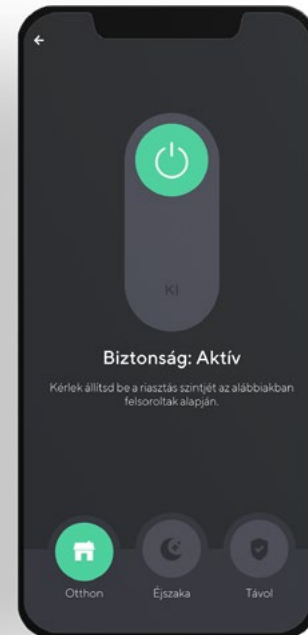 KI
Biztonság: Aktív
Kérlek állítsd be a riasztás szintjét az alábbiakban
felsoroltak alapján.
Otthon Éjszaka Távol